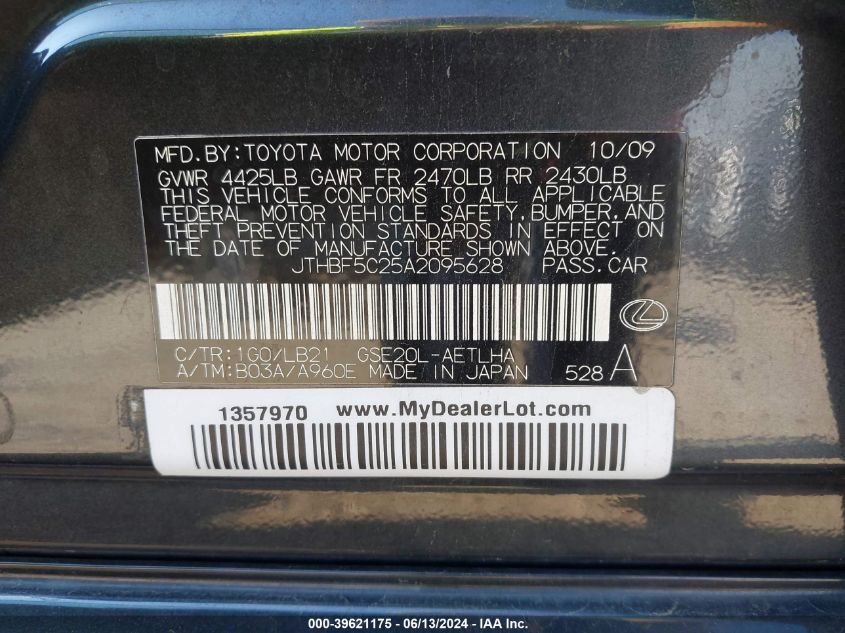 MFD.BY:TOYOTA MOTOR CORPORATION 10/09
GVWR 4425LB GAWR FR 2470LB RR 2430LB
THIS VEHICLE CONFORMS TO ALL APPLICABLE
FEDERAL MOTOR VEHICLE SAFETY,BUMPER,AND
THEFT PREVENTION STANDARDS IN EFFECT ON
THE DATE OF MANUFACTURE SHOWN ABOVE.
JTHBF5C25A2095628 PASS.CAR
C/TR:1G0/LB21 GSE20L-AETLHA
A/TM:B03A/A960E MADE IN JAPAN 528 A
1357970 www.MyDealerLot.com
000-39621175 - 06/13/2024 - IAA Inc.